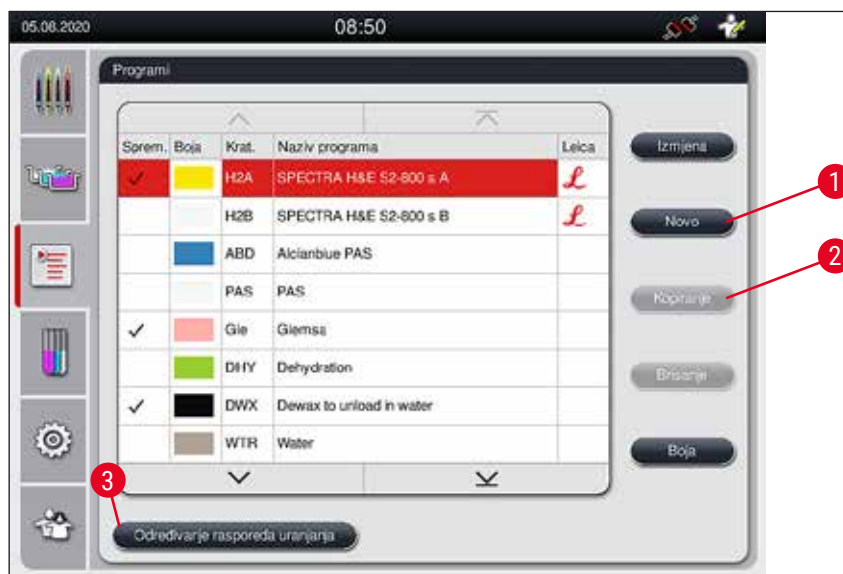 05.08.2020 08:50
Programi
Sprem. Boja Krat. Naziv programa Leica
H2A SPECTRA H&E S2-800 s A
H2B SPECTRA H&E S2-800 s B
ABD Alcianblue PAS
PAS PAS
Gie Giemsa
DHY Dehydration
DWX Dewax to unload in water
WTR Water
Izmjena
Novo
Kopiranje
Brisanje
Boja
Određivanje rasporeda uranjanja
1
2
3